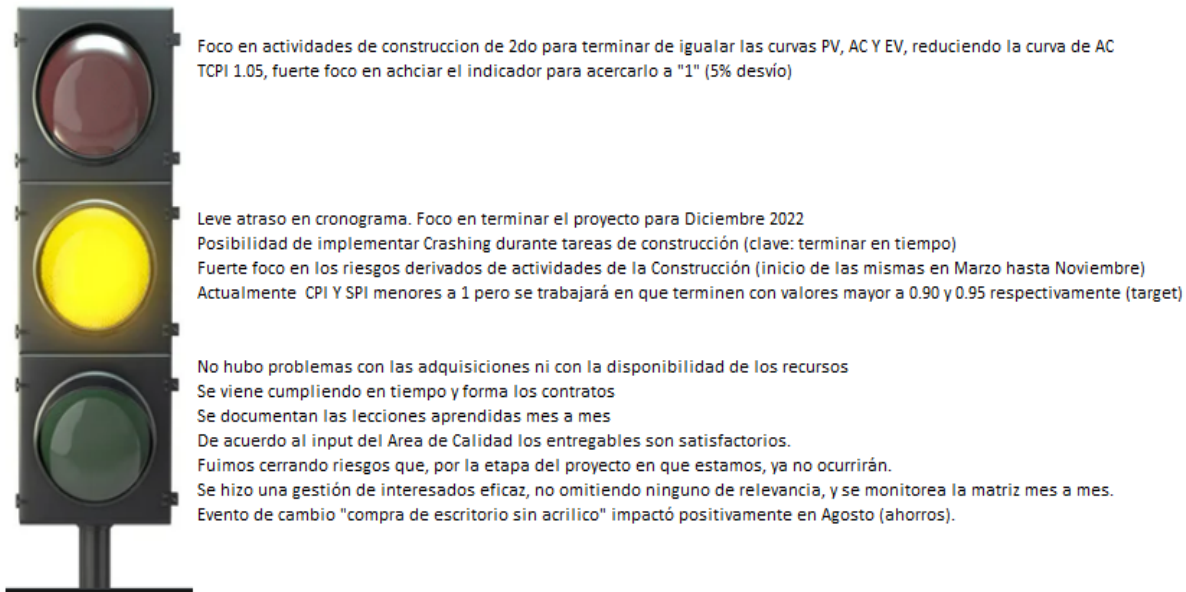 Foco en actividades de construccion de 2do para terminar de igualar las curvas PV, AC Y EV, reduciendo la curva de AC
TCPI 1.05, fuerte foco en achciar el indicador para acercarlo a "1" (5% desvío)
Leve atraso en cronograma. Foco en terminar el proyecto para Diciembre 2022
Posibilidad de implementar Crashing durante tareas de construcción (clave: terminar en tiempo)
Fuerte foco en los riesgos derivados de actividades de la Construcción (inicio de las mismas en Marzo hasta Noviembre)
Actualmente CPI Y SPI menores a 1 pero se trabajará en que terminen con valores mayor a 0.90 y 0.95 respectivamente (target)
No hubo problemas con las adquisiciones ni con la disponibilidad de los recursos
Se viene cumpliendo en tiempo y forma los contratos
Se documentan las lecciones aprendidas mes a mes
De acuerdo al input del Area de Calidad los entregables son satisfactorios.
Fuimos cerrando riesgos que, por la etapa del proyecto en que estamos, ya no ocurrirán.
Se hizo una gestión de interesados eficaz, no omitiendo ninguno de relevancia, y se monitorea la matriz mes a mes.
Evento de cambio "compra de escritorio sin acrilico" impactó positivamente en Agosto (ahorros).